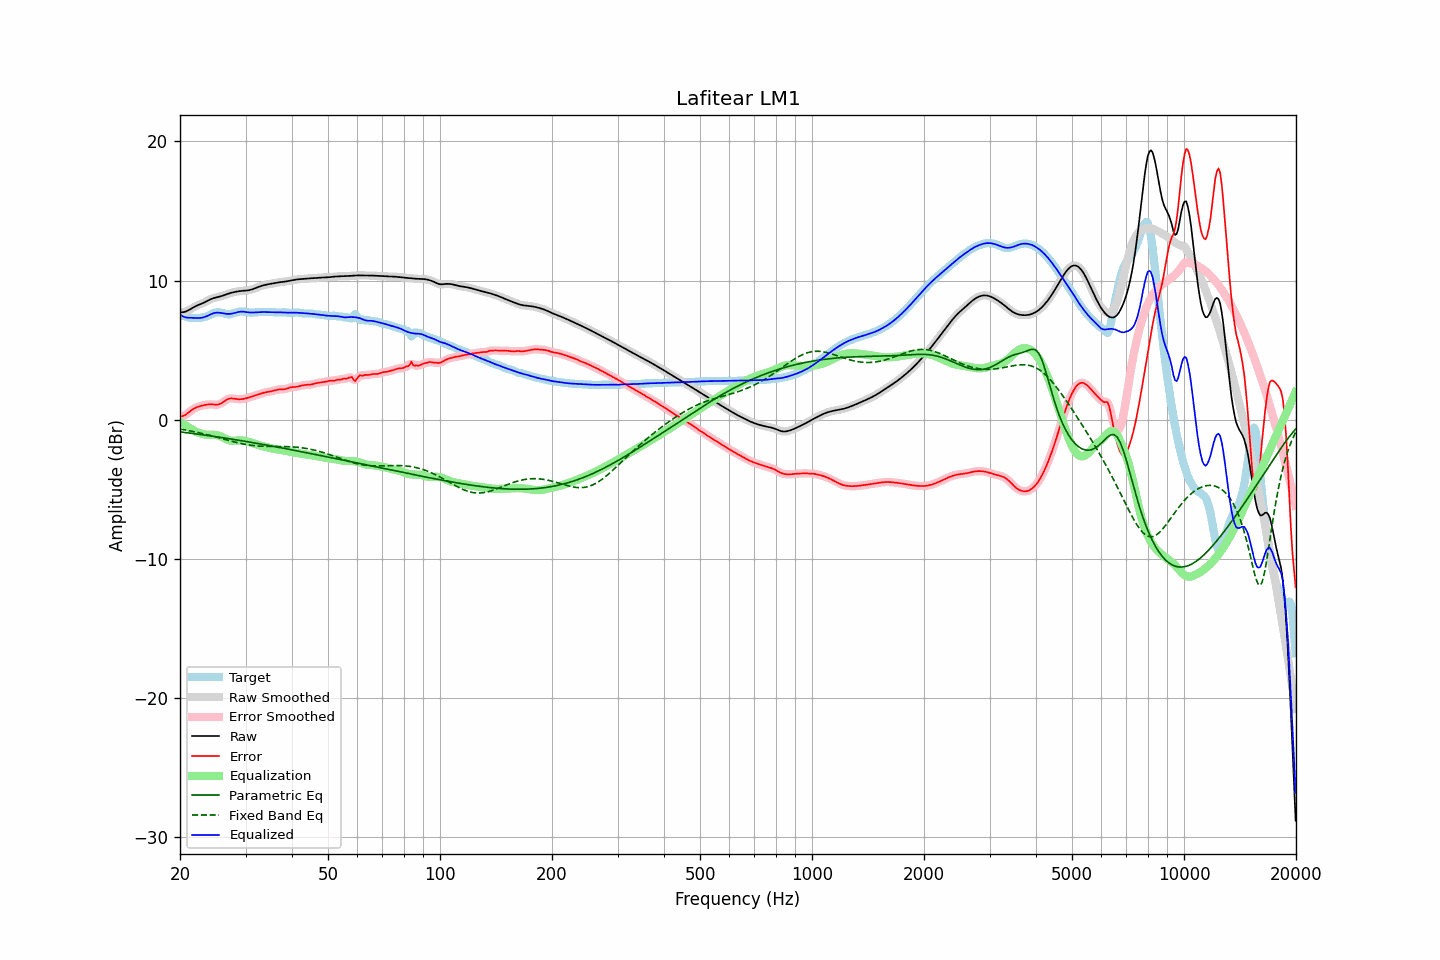 Lafitear LM1
Amplitude (dBr)
20
10
0
−10
−20
−30
Target
Raw Smoothed
Error Smoothed
Raw
Error
Equalization
Parametric Eq
Fixed Band Eq
Equalized
20 50 100 200 500 1000 2000 5000 10000 20000
Frequency (Hz)